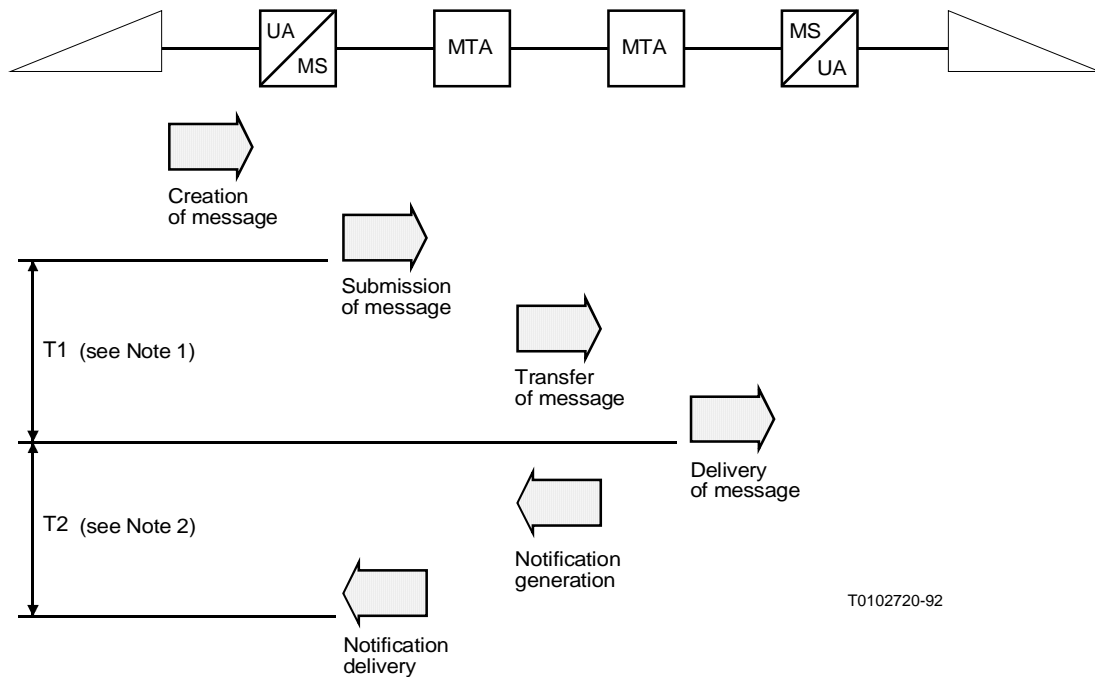 UA
MS
MTA
MTA
MS
UA
Creation
of message
Submission
of message
T1 (see Note 1)
Transfer
of message
Delivery
of message
T2 (see Note 2)
Notification
generation
T0102720-92
Notification
delivery